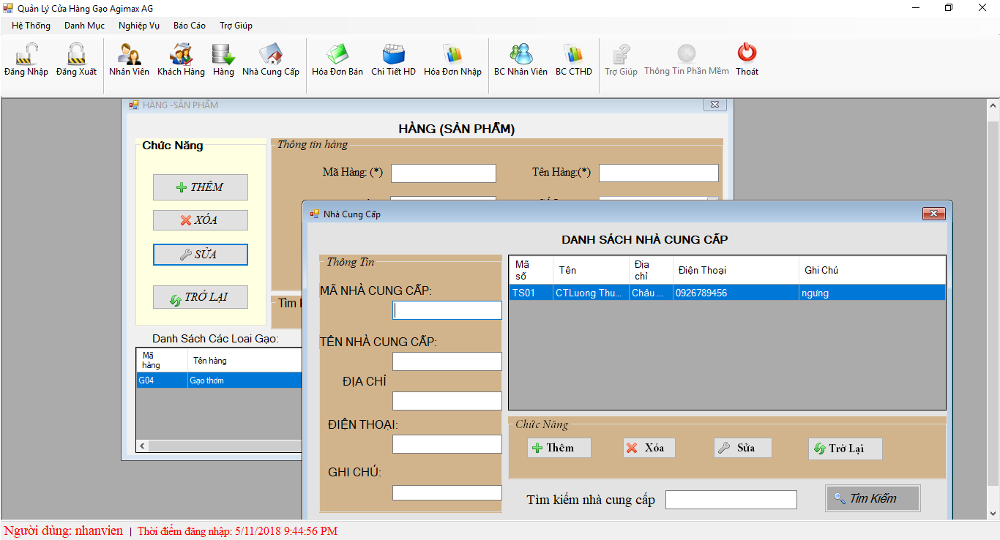 Quản Lý Cửa Hàng Gạo Agimax AG
Hệ Thống Danh Mục Nghiệp Vụ Báo Cáo Trợ Giúp
Đăng Nhập Đăng Xuất Nhân Viên Khách Hàng Hàng Nhà Cung Cấp Hóa Đơn Bán Chi Tiết HD Hóa Đơn Nhập BC Nhân Viên BC CTHD Trợ Giúp Thông Tin Phần Mềm Thoát
HÀNG -SẢN PHẨM
HÀNG (SẢN PHẨM)
Chức Năng
THÊM
XÓA
SỬA
TRỞ LẠI
Thông tin hàng
Mã Hàng: (*) Tên Hàng:(*)
Tìm
Danh Sách Các Loai Gạo:
Mã hàng Tên hàng
G04 Gạo thơm
Nhà Cung Cấp
DANH SÁCH NHÀ CUNG CẤP
Thông Tin
MÃ NHÀ CUNG CẤP:
TÊN NHÀ CUNG CẤP:
ĐỊA CHỈ
ĐIỆN THOẠI:
GHI CHÚ:
Mã số Tên Địa chỉ Điện Thoại Ghi Chú
TS01 CTLuong Thu... Châu ... 0926789456 ngưng
Chức Năng
Thêm Xóa Sửa Trở Lại
Tìm kiếm nhà cung cấp Tìm Kiếm
Người dùng: nhanvien | Thời điểm đăng nhập: 5/11/2018 9:44:56 PM